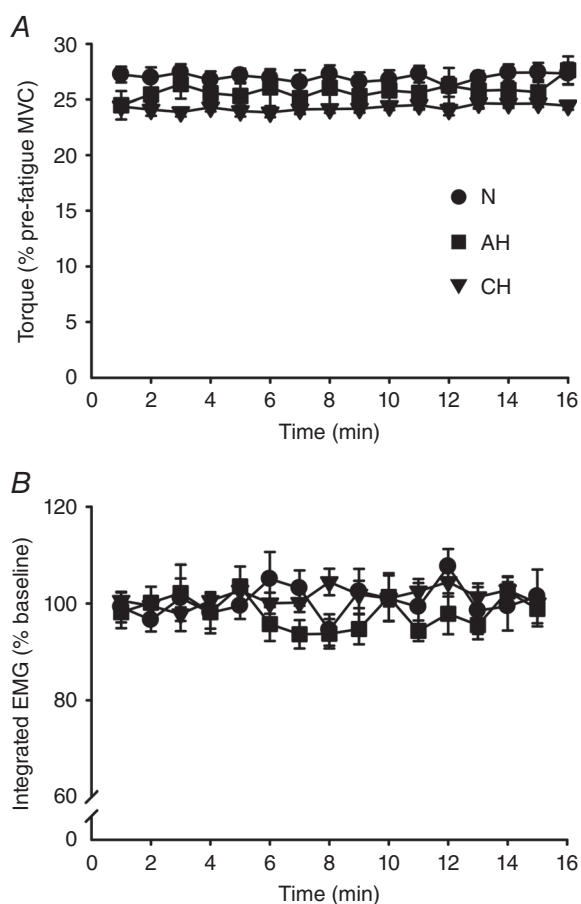 A
30
25
20
15
10
5
0
Torque (% pre-fatigue MVC)
N
AH
CH
0 2 4 6 8 10 12 14 16
Time (min)
B
120
100
80
60
0
Integrated EMG (% baseline)
0 2 4 6 8 10 12 14 16
Time (min)